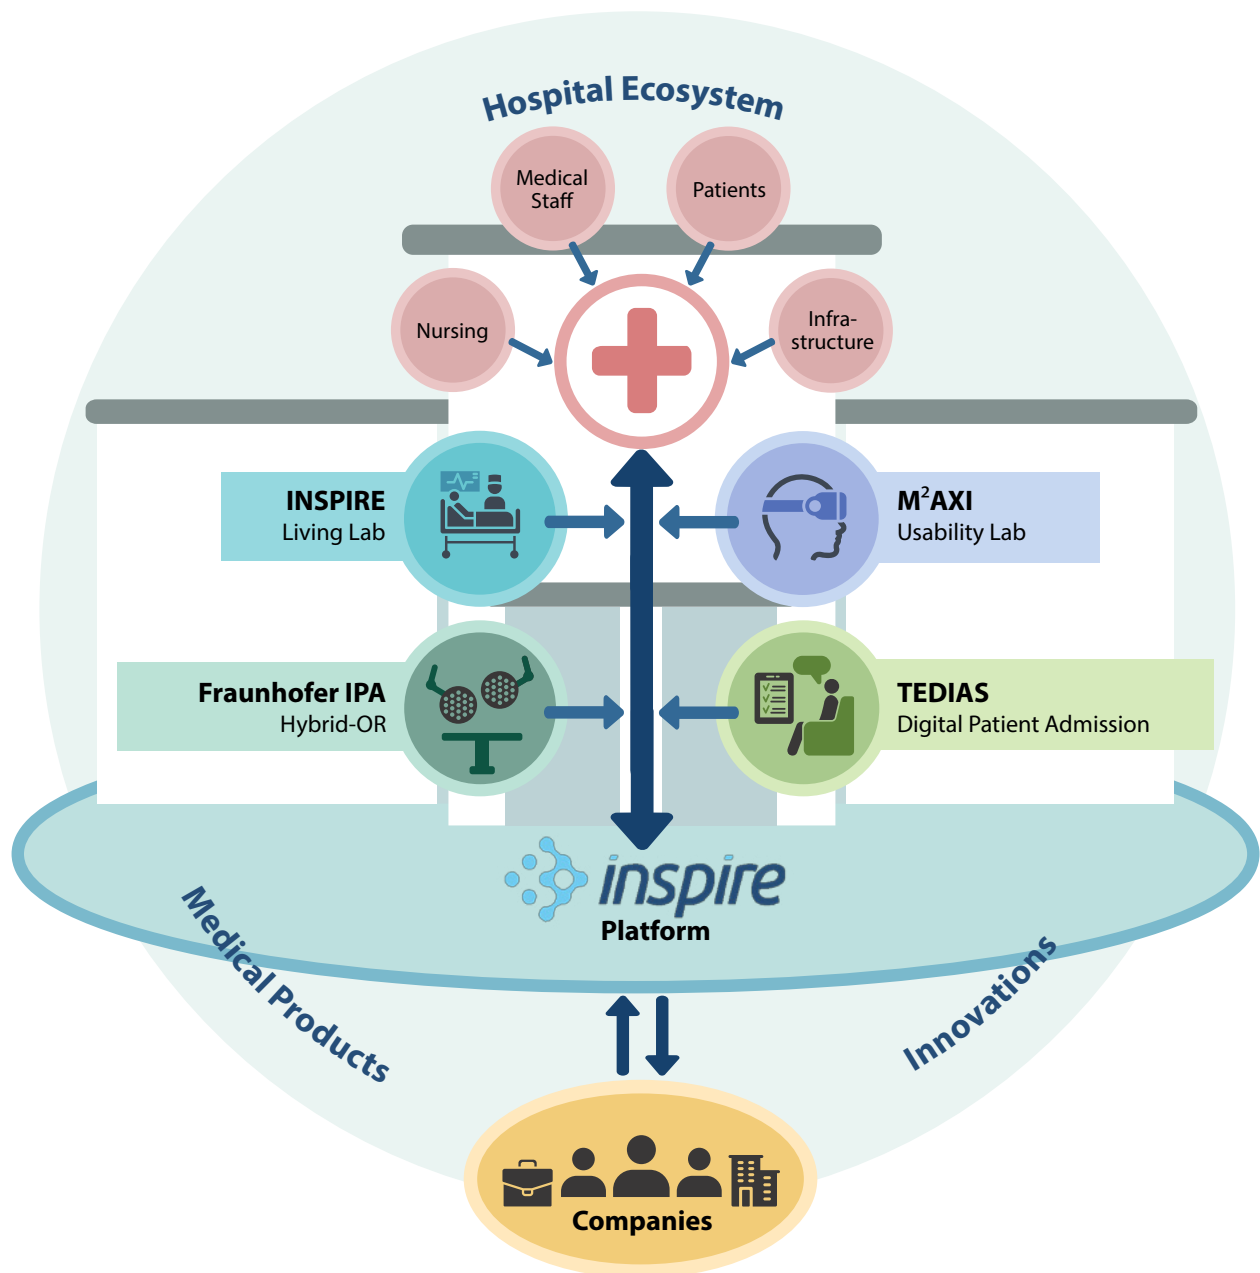 Hospital Ecosystem
Medical
Staff
Patients
Nursing
Infra-
structure
INSPIRE
Living Lab
M²AXI
Usability Lab
Fraunhofer IPA
Hybrid-OR
TEDIAS
Digital Patient Admission
inspire
Platform
Medical Products
Innovations
Companies